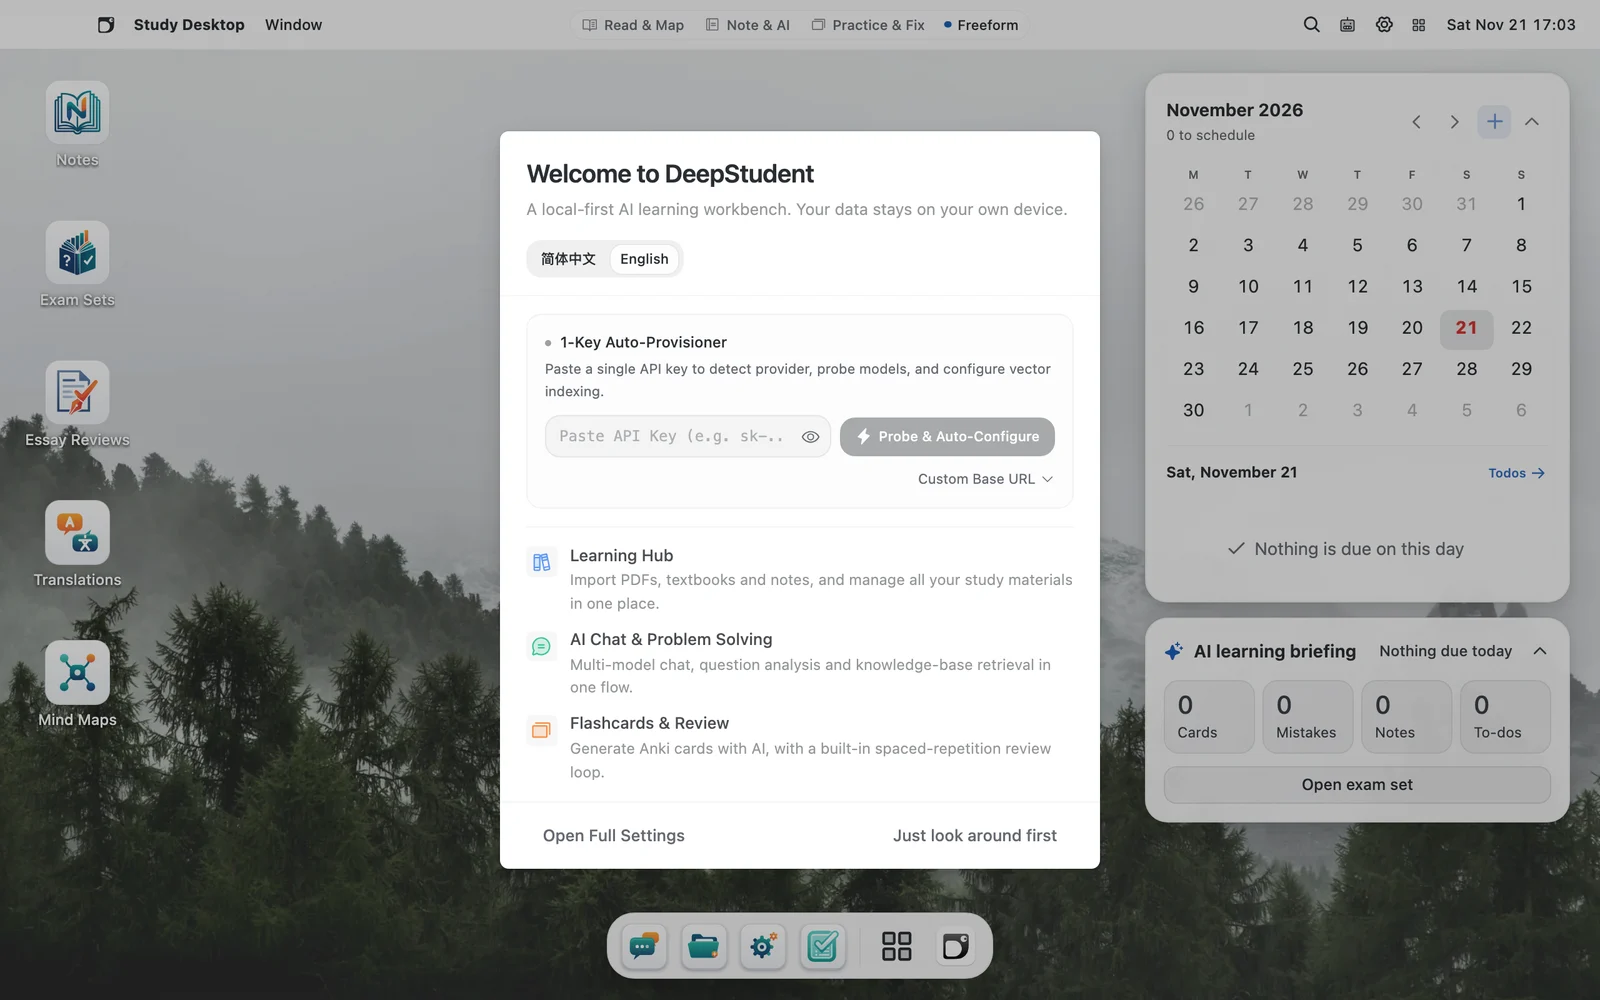 Study Desktop
Window
Read & Map
Note & AI
Practice & Fix
Freeform
Sat Nov 21 17:03
Notes
Exam Sets
Essay Reviews
Translations
Mind Maps
Welcome to DeepStudent
A local-first AI learning workbench. Your data stays on your own device.
简体中文
English
1-Key Auto-Provisioner
Paste a single API key to detect provider, probe models, and configure vector
indexing.
Paste API Key (e.g. sk-..
Probe & Auto-Configure
Custom Base URL
Learning Hub
Import PDFs, textbooks and notes, and manage all your study materials
in one place.
AI Chat & Problem Solving
Multi-model chat, question analysis and knowledge-base retrieval in
one flow.
Flashcards & Review
Generate Anki cards with AI, with a built-in spaced-repetition review
loop.
Open Full Settings
Just look around first
November 2026
0 to schedule
M T W T F S S
26 27 28 29 30 31 1
2 3 4 5 6 7 8
9 10 11 12 13 14 15
16 17 18 19 20 21 22
23 24 25 26 27 28 29
30 1 2 3 4 5 6
Sat, November 21
Todos
Nothing is due on this day
AI learning briefing
Nothing due today
0
Cards
0
Mistakes
0
Notes
0
To-dos
Open exam set